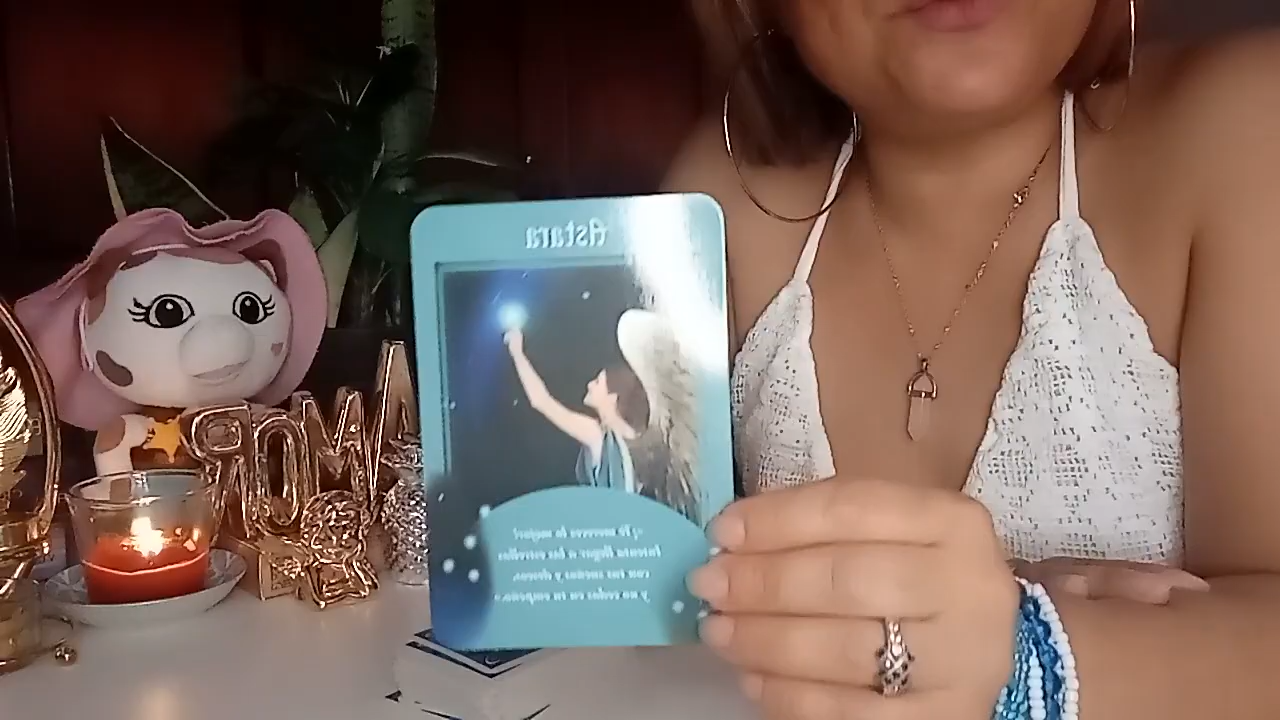 Astara
AMOR
«¡Te mereces lo mejor!
Intenta llegar a las estrellas
con tus sueños y deseos,
y no cedas en tu empeño.»